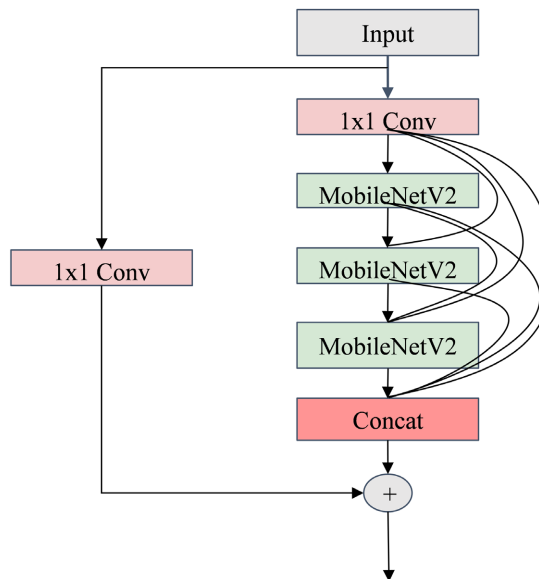 Input
1x1 Conv
MobileNetV2
1x1 Conv
MobileNetV2
MobileNetV2
Concat
+